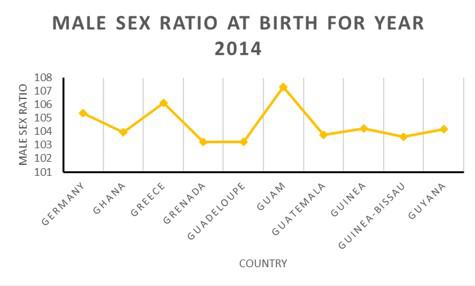 MALE SEX RATIO AT BIRTH FOR YEAR
2014
MALE SEX RATIO
108
107
106
105
104
103
102
101
GERMANY
GHANA
GREECE
GRENADA
GUADELOUPE
GUAM
GUATEMALA
GUINEA
GUINEA-BISSAU
GUYANA
COUNTRY